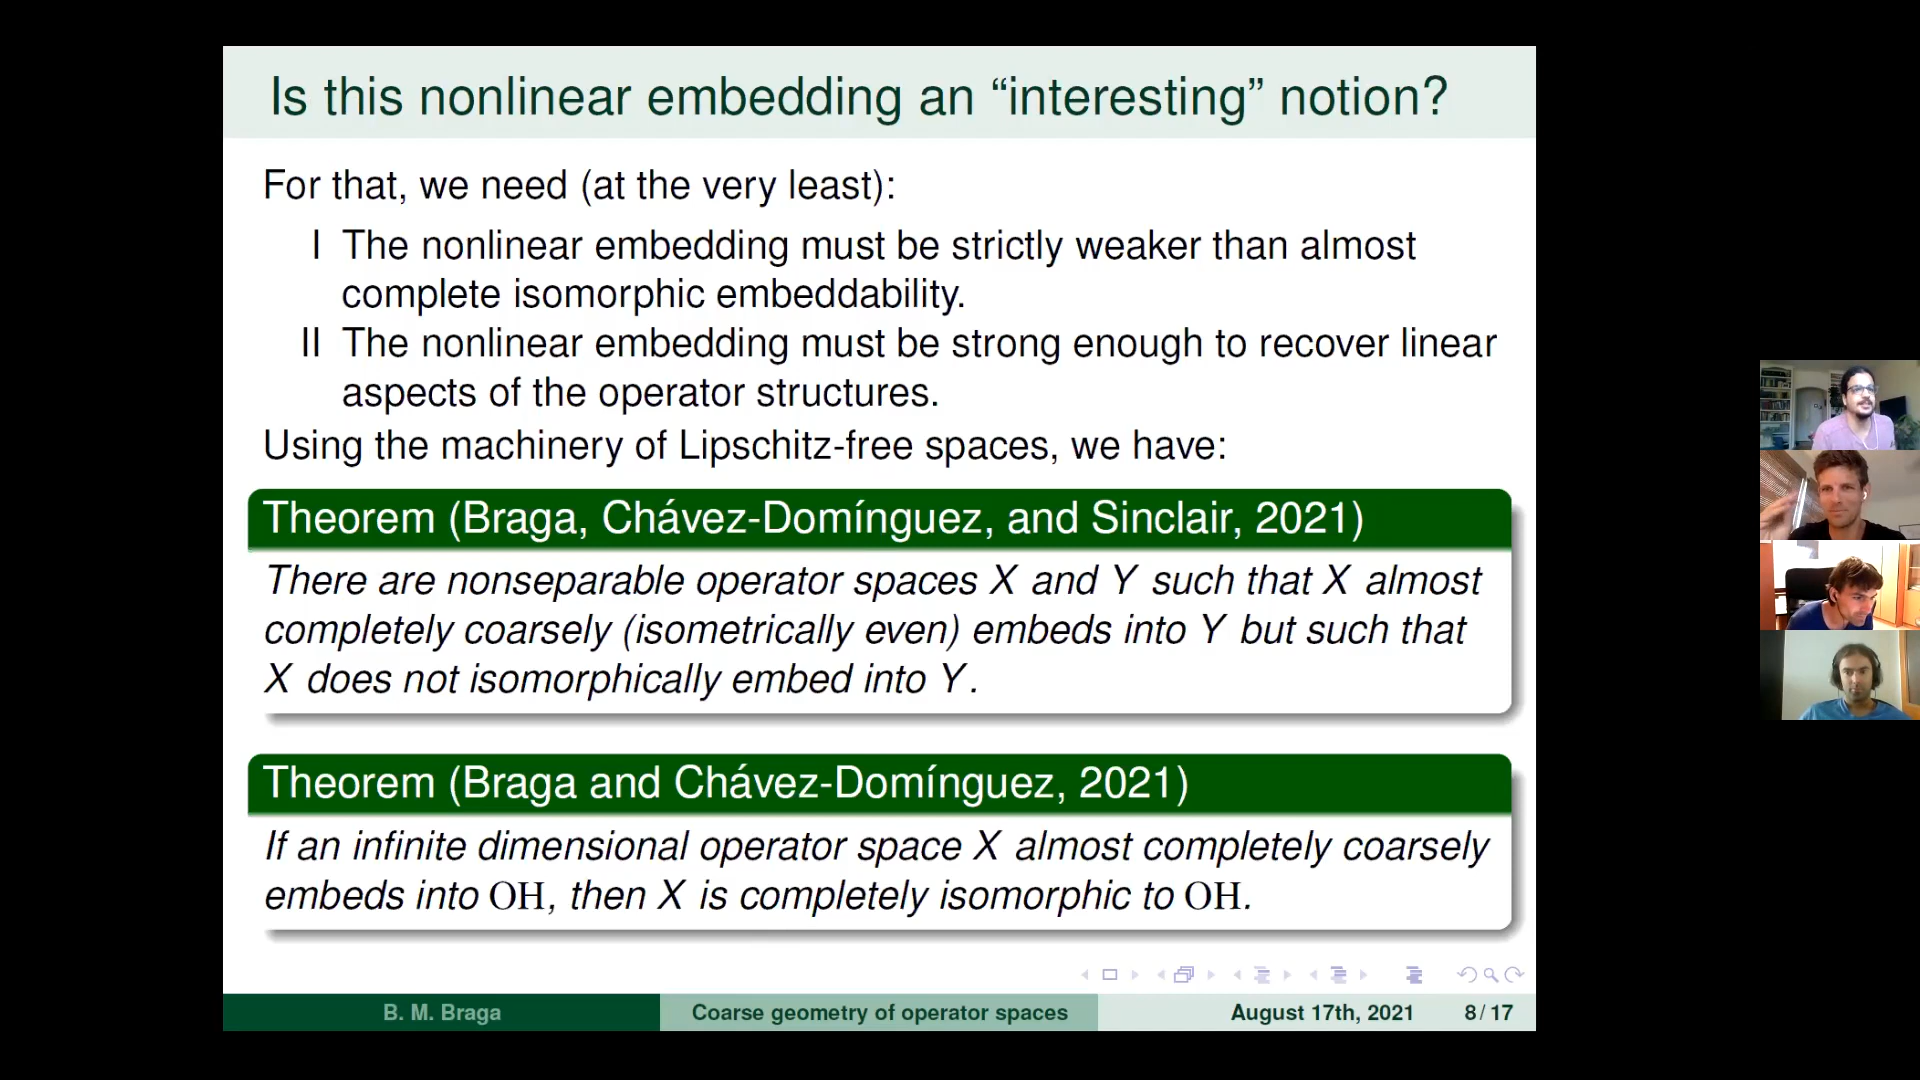 Is this nonlinear embedding an “interesting” notion?
For that, we need (at the very least):
I The nonlinear embedding must be strictly weaker than almost
complete isomorphic embeddability.
II The nonlinear embedding must be strong enough to recover linear
aspects of the operator structures.
Using the machinery of Lipschitz-free spaces, we have:
Theorem (Braga, Chávez-Domínguez, and Sinclair, 2021)
There are nonseparable operator spaces X and Y such that X almost
completely coarsely (isometrically even) embeds into Y but such that
X does not isomorphically embed into Y.
Theorem (Braga and Chávez-Domínguez, 2021)
If an infinite dimensional operator space X almost completely coarsely
embeds into OH, then X is completely isomorphic to OH.
B. M. Braga Coarse geometry of operator spaces August 17th, 2021 8/17